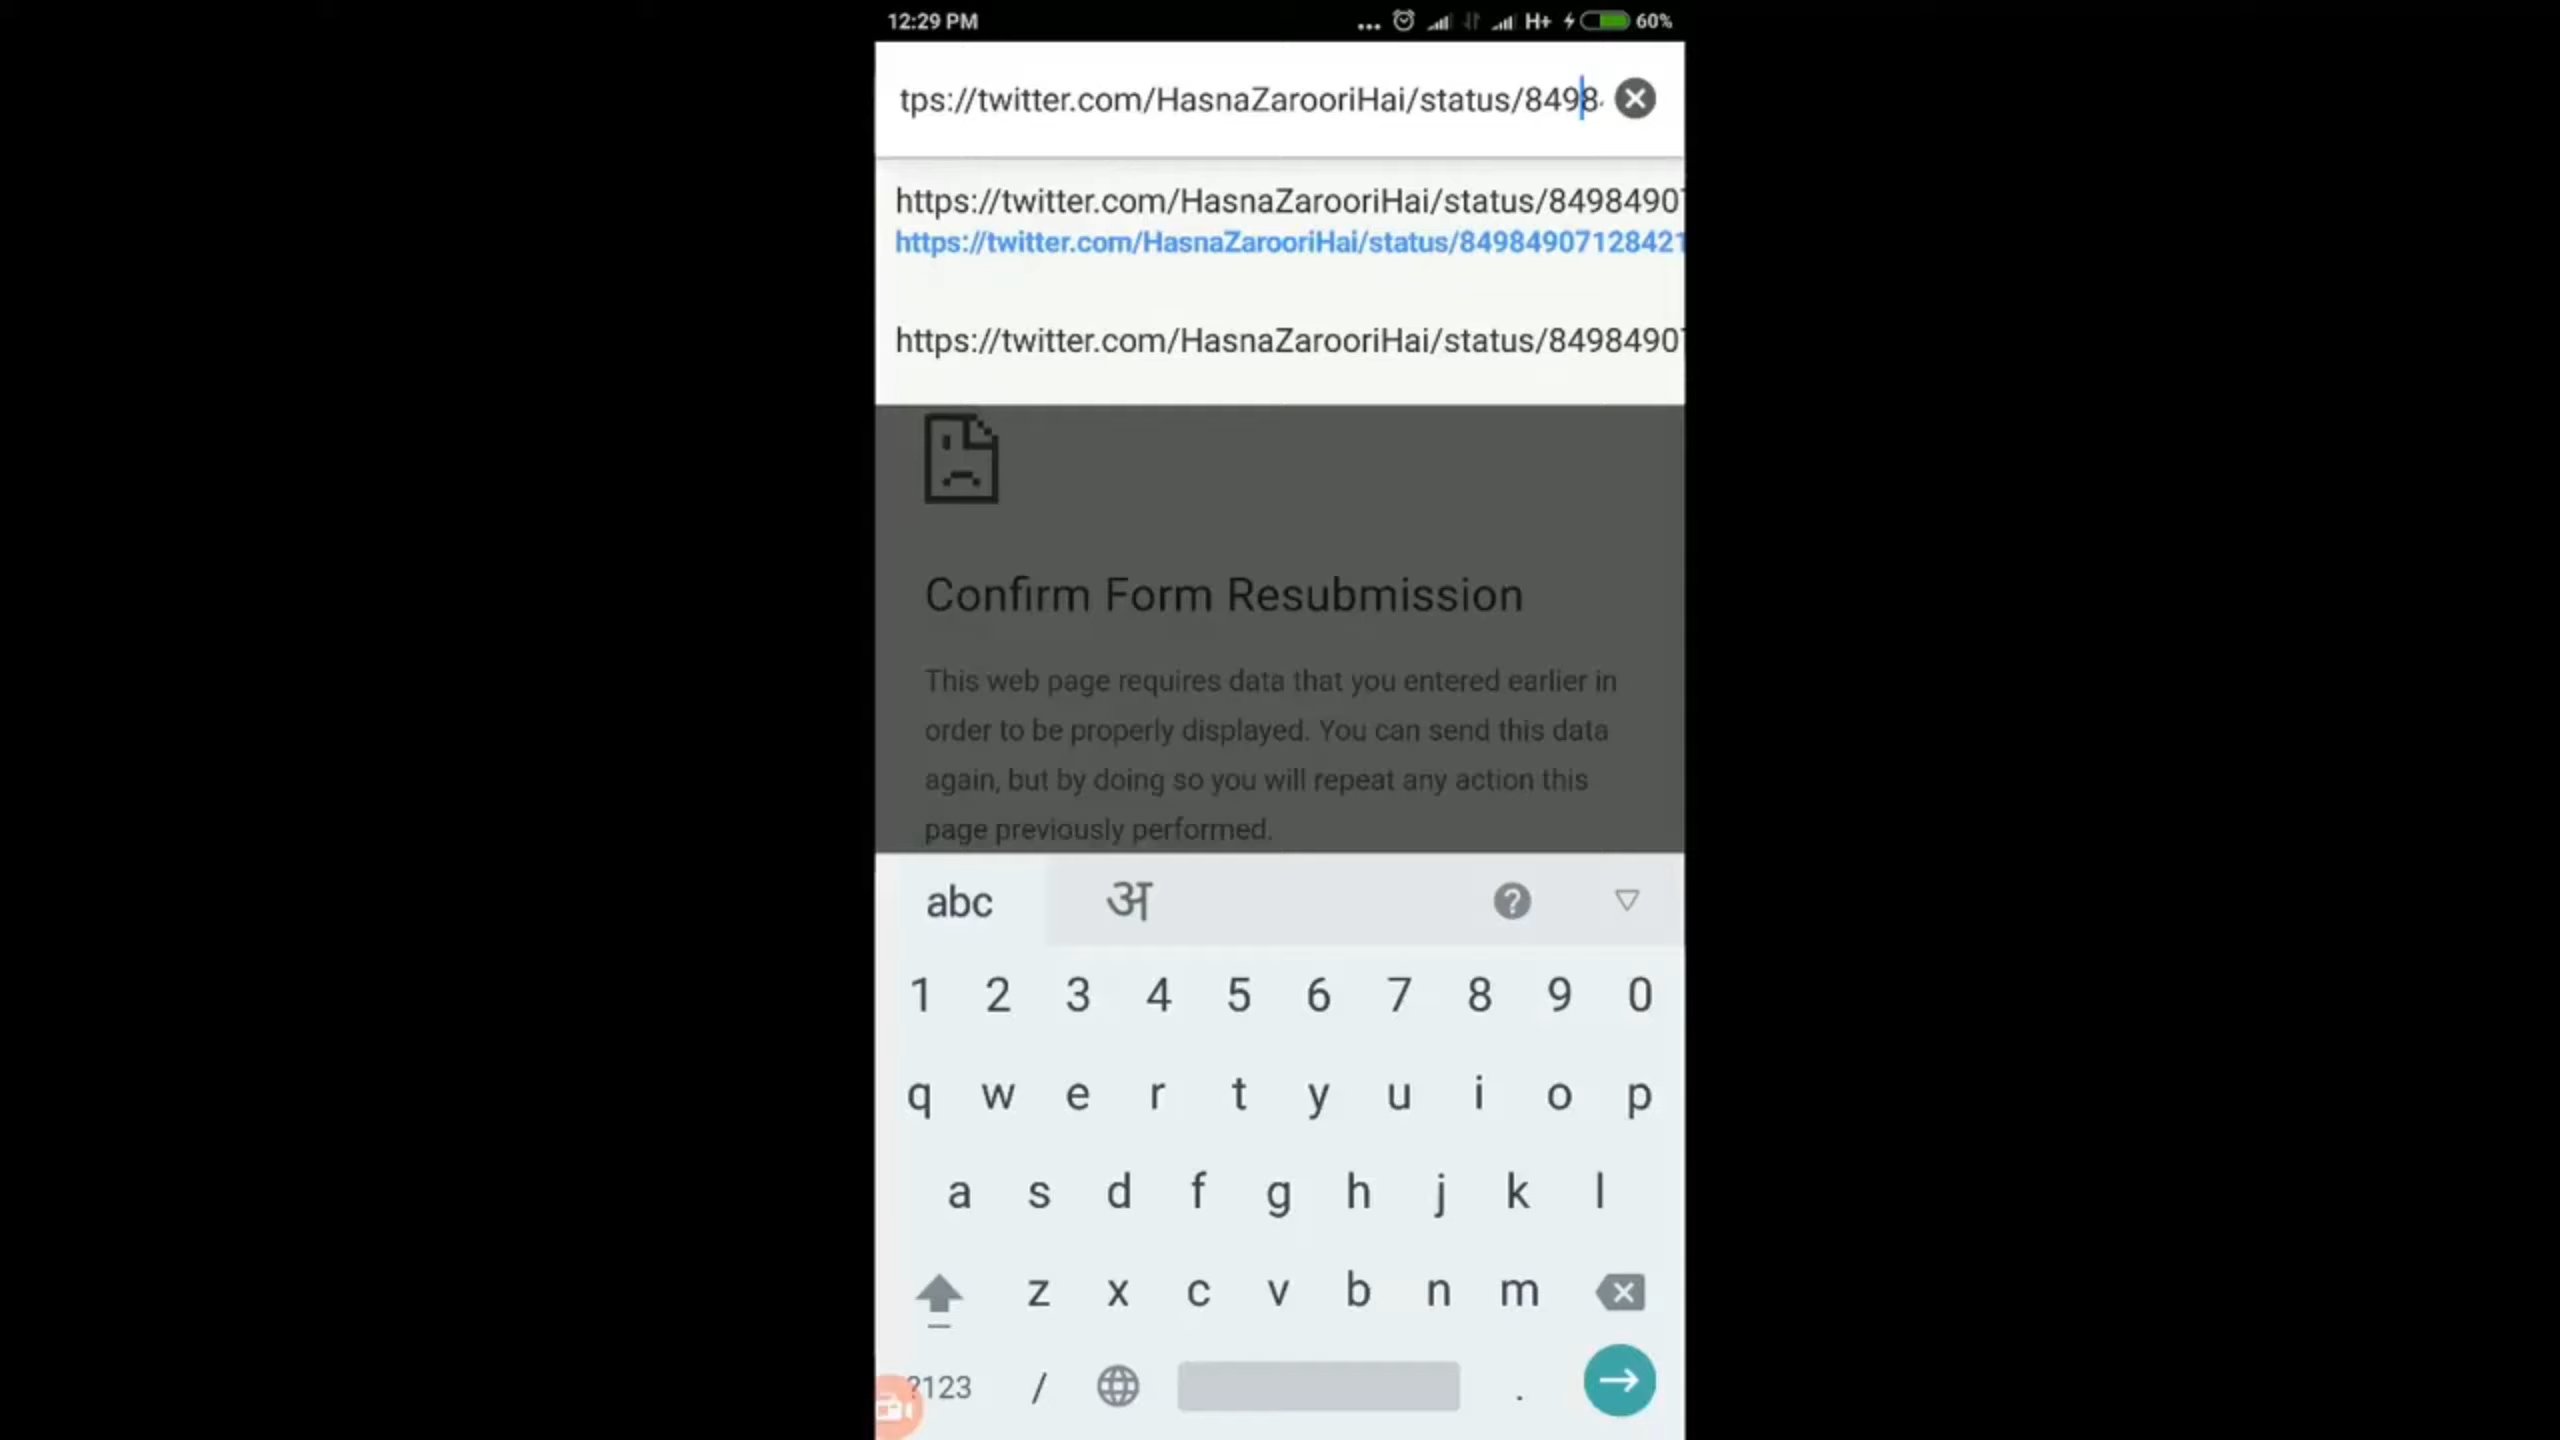 12:29 PM
... H+ 60%
tps://twitter.com/HasnaZarooriHai/status/8498
https://twitter.com/HasnaZarooriHai/status/8498490
https://twitter.com/HasnaZarooriHai/status/84984907128421
https://twitter.com/HasnaZarooriHai/status/8498490
Confirm Form Resubmission
This web page requires data that you entered earlier in
order to be properly displayed. You can send this data
again, but by doing so you will repeat any action this
page previously performed.
abc अ
1 2 3 4 5 6 7 8 9 0
q w e r t y u i o p
a s d f g h j k l
z x c v b n m
?123 / .